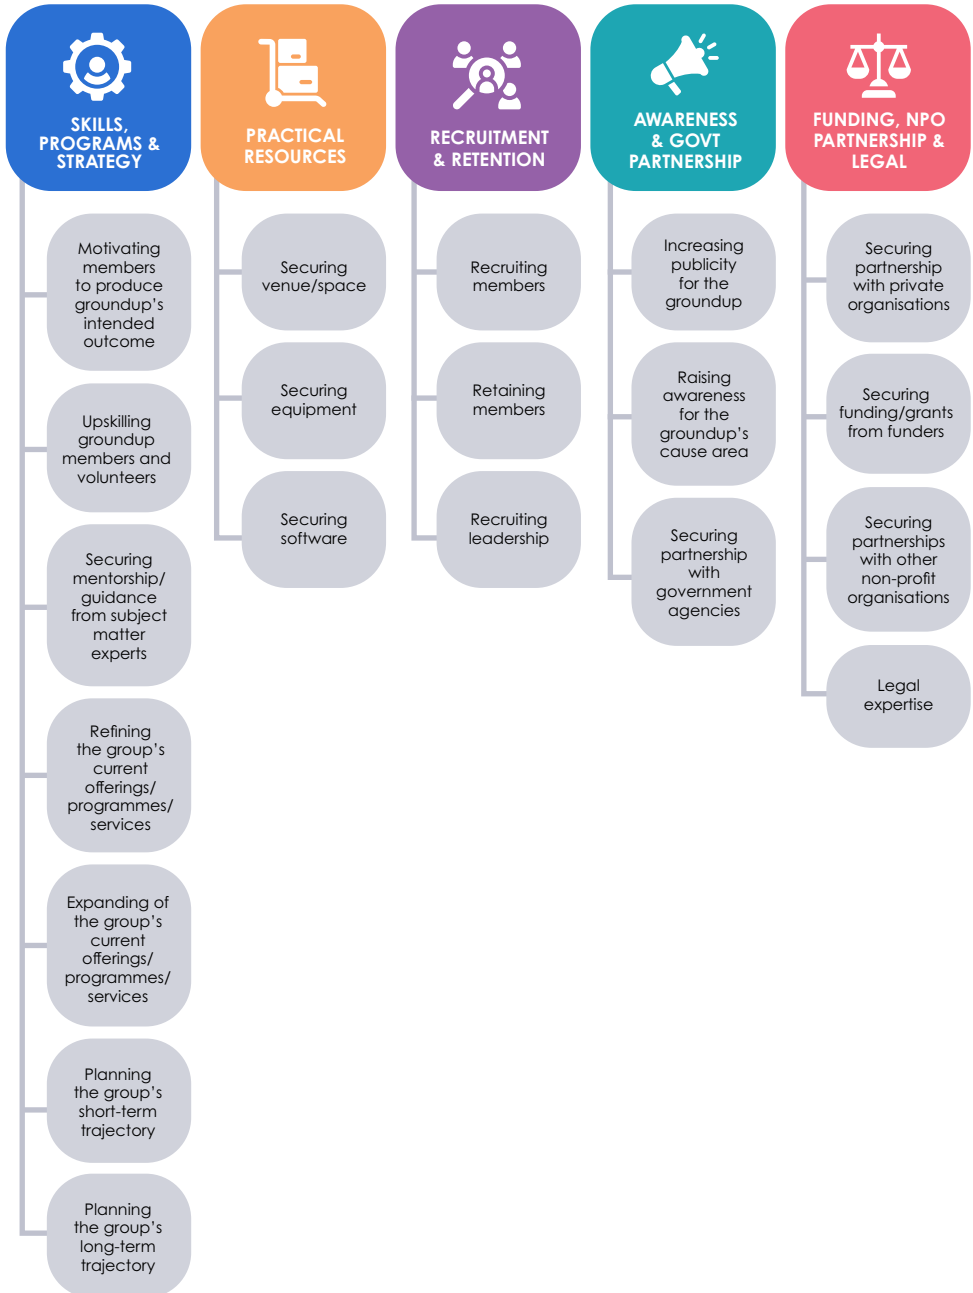 SKILLS,
PROGRAMS &
STRATEGY
Motivating
members
to produce
groundup’s
intended
outcome
Upskilling
groundup
members and
volunteers
Securing
mentorship/
guidance
from subject
matter
experts
Refining
the group’s
current
offerings/
programmes/
services
Expanding of
the group’s
current
offerings/
programmes/
services
Planning
the group’s
short-term
trajectory
Planning
the group’s
long-term
trajectory
PRACTICAL
RESOURCES
Securing
venue/space
Securing
equipment
Securing
software
RECRUITMENT
& RETENTION
Recruiting
members
Retaining
members
Recruiting
leadership
AWARENESS
& GOVT
PARTNERSHIP
Increasing
publicity
for the
groundup
Raising
awareness
for the
groundup’s
cause area
Securing
partnership
with
government
agencies
FUNDING, NPO
PARTNERSHIP &
LEGAL
Securing
partnership
with private
organisations
Securing
funding/grants
from funders
Securing
partnerships
with other
non-profit
organisations
Legal
expertise